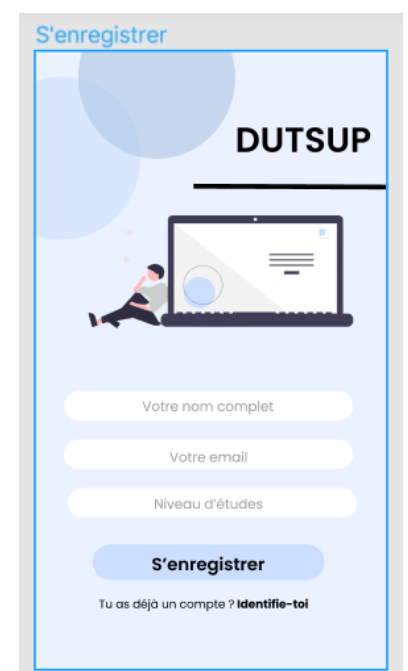 S'enregistrer
DUTSUP
Votre nom complet
Votre email
Niveau d'études
S'enregistrer
Tu as déjà un compte ? Identifie-toi